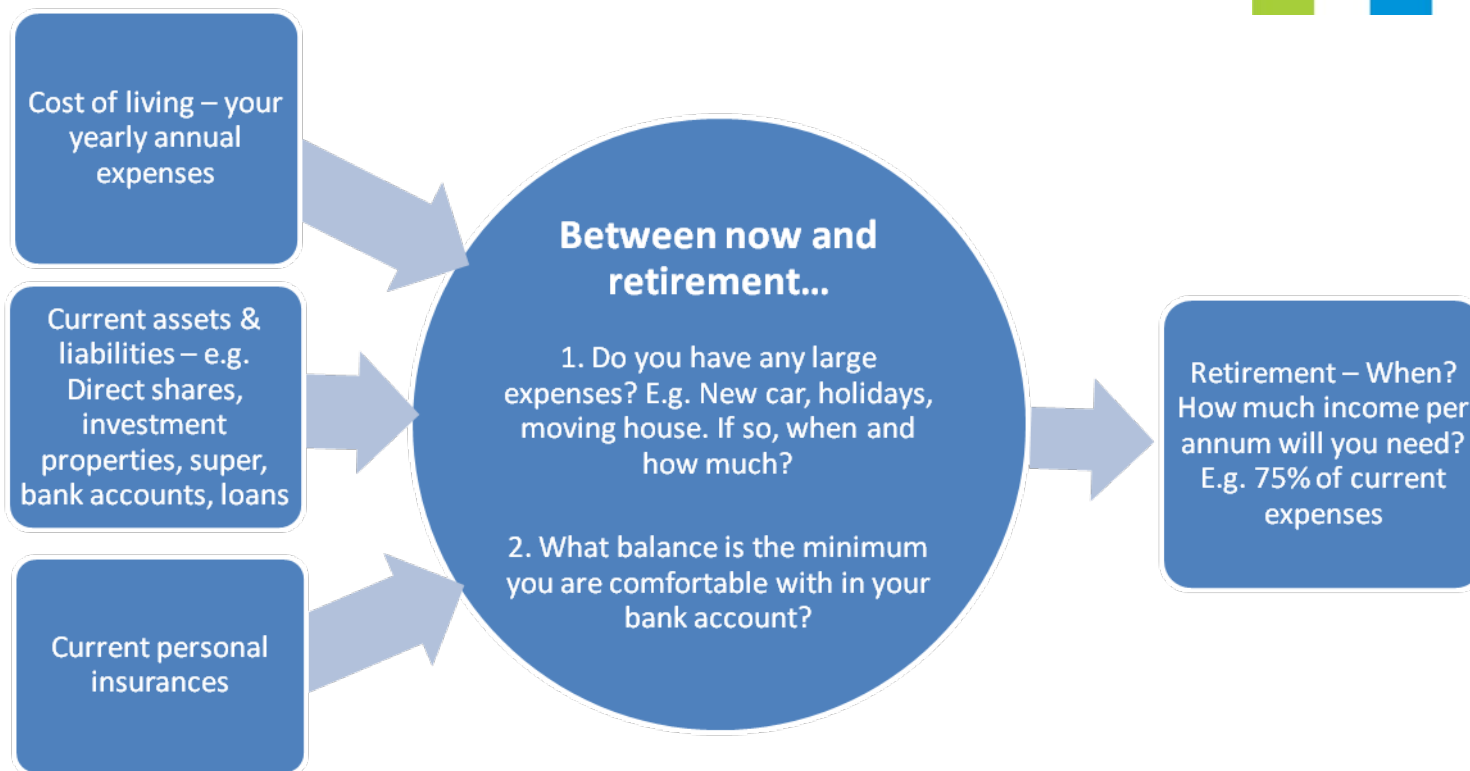 Cost of living – your
yearly annual
expenses
Current assets &
liabilities – e.g.
Direct shares,
investment
properties, super,
bank accounts, loans
Current personal
insurances
Between now and
retirement...
1. Do you have any large
expenses? E.g. New car, holidays,
moving house. If so, when and
how much?
2. What balance is the minimum
you are comfortable with in your
bank account?
Retirement – When?
How much income per
annum will you need?
E.g. 75% of current
expenses